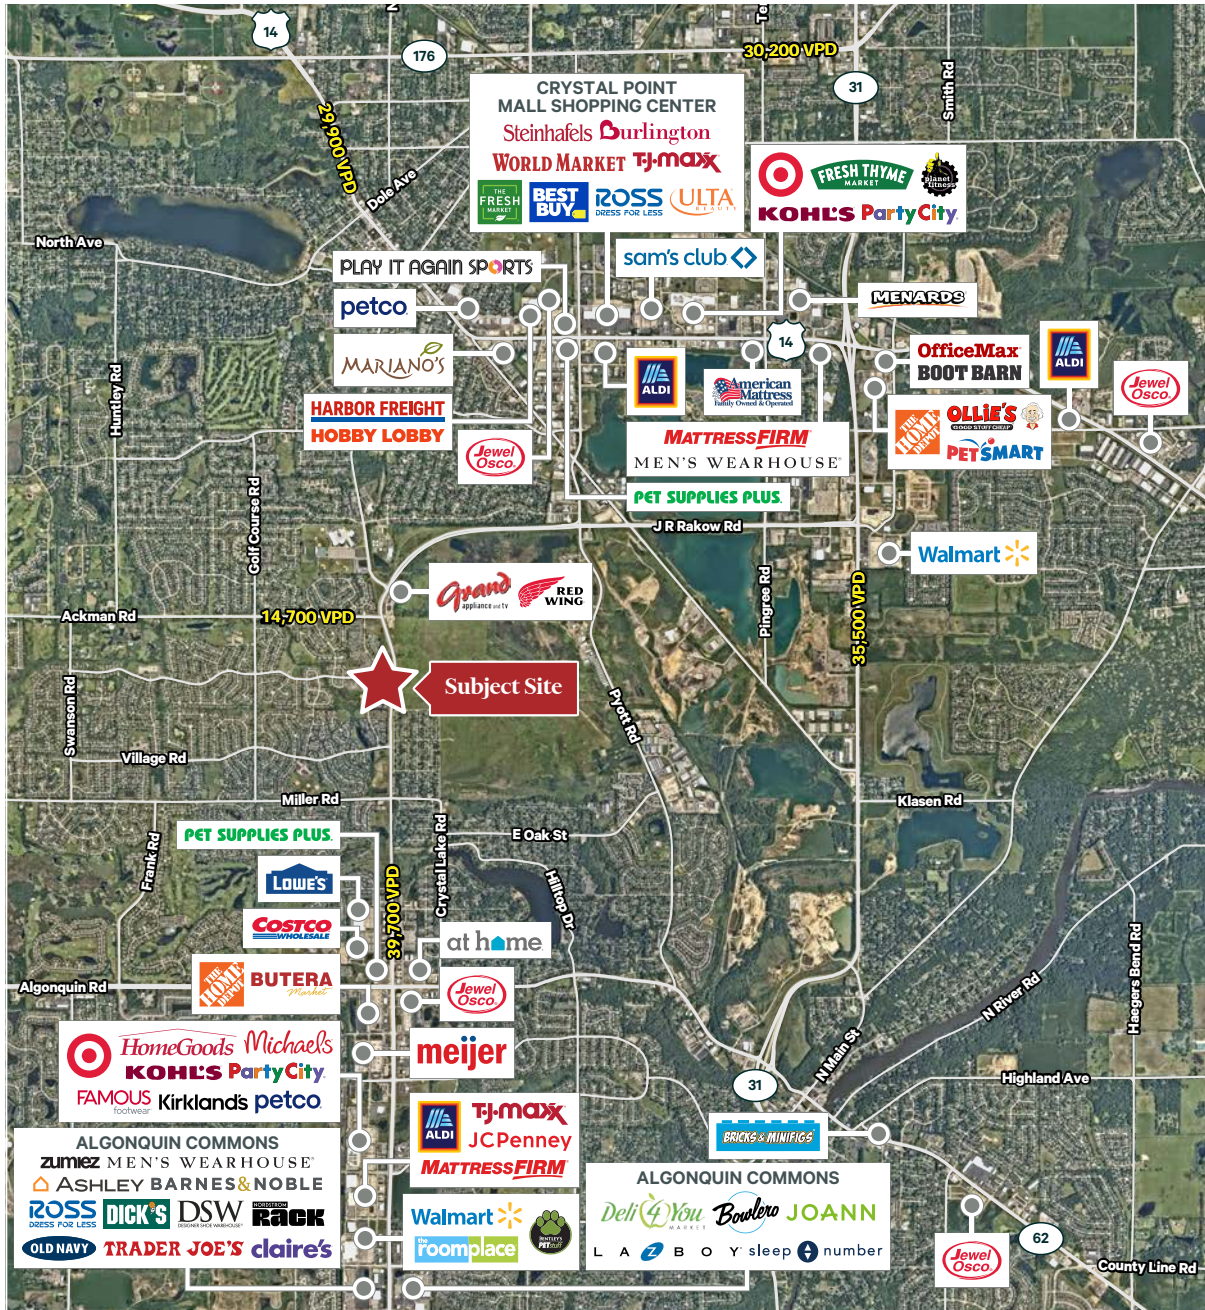 14
176
30,200 VPD
31
Smith Rd
29,900 VPD
Dole Ave
North Ave
CRYSTAL POINT
MALL SHOPPING CENTER
Steinhafels Burlington
WORLD MARKET T·J·maxx
THE FRESH MARKET BEST BUY ROSS DRESS FOR LESS ULTA BEAUTY
FRESH THYME MARKET planet fitness
KOHL'S PartyCity
PLAY IT AGAIN SPORTS
sam's club
petco
MENARDS
MARIANO'S
14
HARBOR FREIGHT
HOBBY LOBBY
Jewel Osco
ALDI
American Mattress
Family Owned & Operated
OfficeMax
BOOT BARN
ALDI
Jewel Osco
MATTRESSFIRM
MEN'S WEARHOUSE
THE HOME DEPOT OLLIE'S GOOD STUFF CHEAP
PETSMART
PET SUPPLIES PLUS.
Huntley Rd
Golf Course Rd
J R Rakow Rd
Walmart
Pingree Rd
35,500 VPD
Grand appliance and tv RED WING
Ackman Rd
14,700 VPD
Subject Site
Swanson Rd
Pyott Rd
Village Rd
Miller Rd
Klasen Rd
PET SUPPLIES PLUS.
E Oak St
Frank Rd
Crystal Lake Rd
Hilltop Dr
LOWE'S
39,700 VPD
COSTCO WHOLESALE
at home
Algonquin Rd
THE HOME DEPOT BUTERA Market
Jewel Osco
Haegers Bend Rd
N River Rd
N Main St
HomeGoods Michaels
KOHL'S PartyCity
FAMOUS footwear Kirkland's petco
meijer
31
Highland Ave
ALDI T·J·maxx
JCPenney
MATTRESSFIRM
BRICKS & MINIFIGS
ALGONQUIN COMMONS
zumiez MEN'S WEARHOUSE
ASHLEY BARNES&NOBLE
ROSS DRESS FOR LESS DICK'S DSW DESIGNER SHOE WAREHOUSE NORDSTROM RACK
OLD NAVY TRADER JOE'S claire's
Walmart
the roomplace BENTLEY'S PET STUFF
ALGONQUIN COMMONS
Deli 4 You MARKET Bowlero JOANN
LA Z BOY sleep number
Jewel Osco
62
County Line Rd